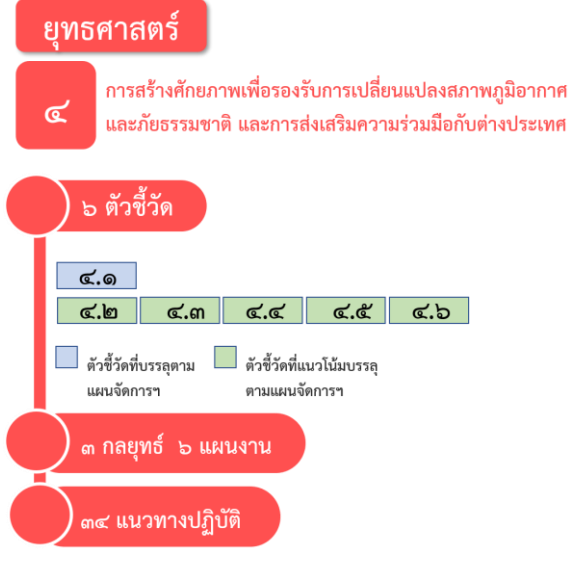 ยุทธศาสตร์
๔
การสร้างศักยภาพเพื่อรองรับการเปลี่ยนแปลงสภาพภูมิอากาศ
และภัยธรรมชาติ และการส่งเสริมความร่วมมือกับต่างประเทศ
๖ ตัวชี้วัด
๔.๑
๔.๒ ๔.๓ ๔.๔ ๔.๕ ๔.๖
ตัวชี้วัดที่บรรลุตาม ตัวชี้วัดที่แนวโน้มบรรลุ
แผนจัดการฯ ตามแผนจัดการฯ
๓ กลยุทธ์ ๖ แผนงาน
๓๔ แนวทางปฏิบัติ